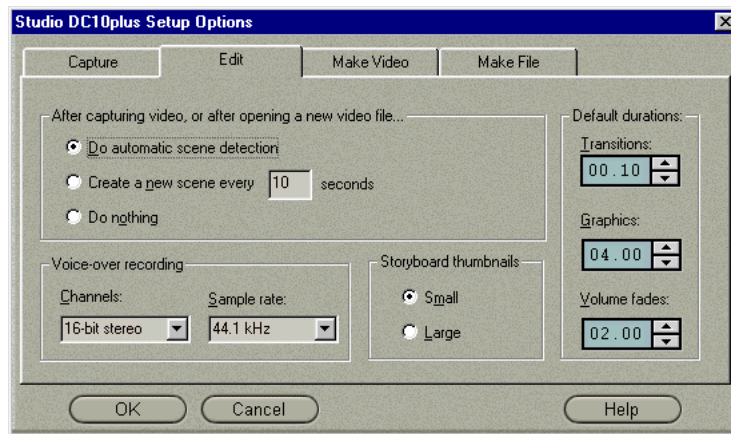 Studio DC10plus Setup Options
Capture
Edit
Make Video
Make File
After capturing video, or after opening a new video file...
Do automatic scene detection
Create a new scene every 10 seconds
Do nothing
Default durations:
Transitions:
00.10
Graphics:
04.00
Volume fades:
02.00
Voice-over recording
Channels:
Sample rate:
16-bit stereo
44.1 kHz
Storyboard thumbnails
Small
Large
OK
Cancel
Help